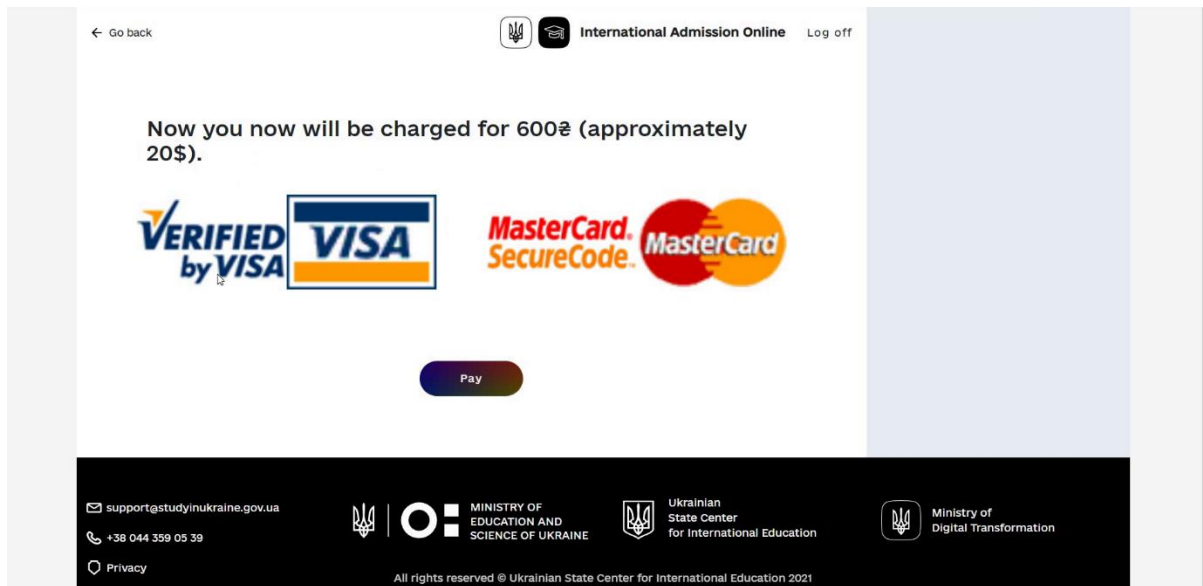 ← Go back
International Admission Online
Log off
Now you now will be charged for 600₴ (approximately
20$).
VERIFIED
by VISA
VISA
MasterCard.
SecureCode.
MasterCard
Pay
support@studyinukraine.gov.ua
+38 044 359 05 39
Privacy
MINISTRY OF
EDUCATION AND
SCIENCE OF UKRAINE
Ukrainian
State Center
for International Education
Ministry of
Digital Transformation
All rights reserved © Ukrainian State Center for International Education 2021